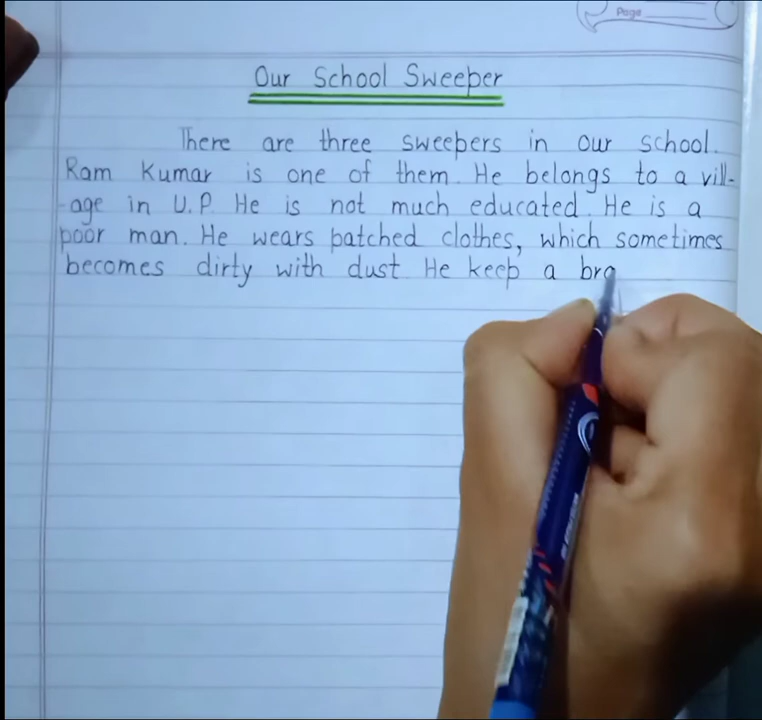 Page
Our School Sweeper
There are three sweepers in our school.
Ram Kumar is one of them. He belongs to a vill-
-age in U.P. He is not much educated. He is a
poor man. He wears patched clothes, which sometimes
becomes dirty with dust He keep a bro